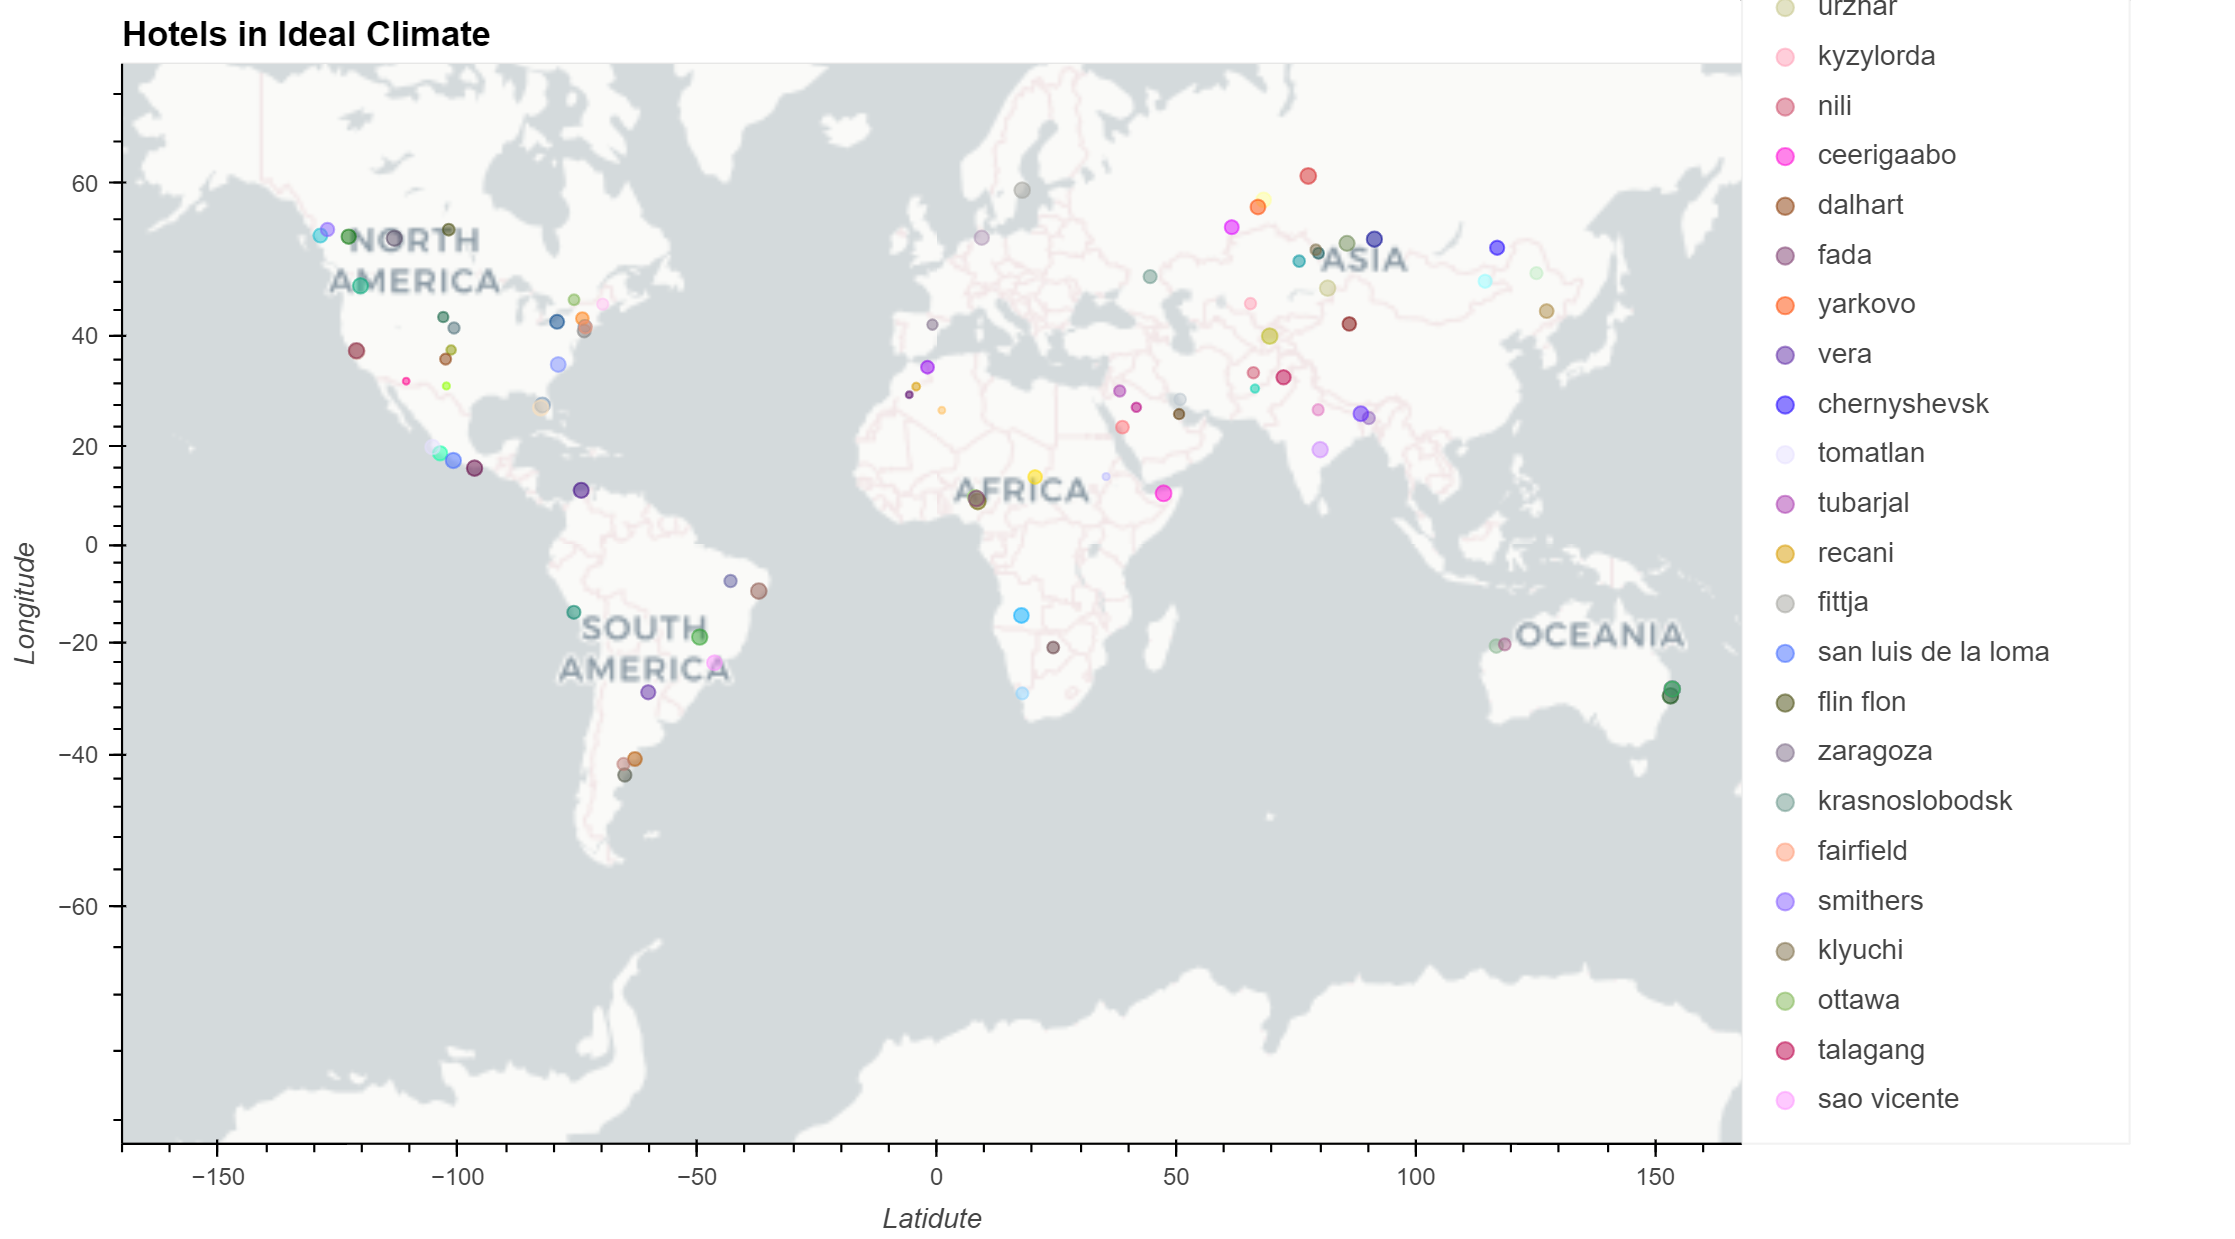 Hotels in Ideal Climate
urzhar
kyzylorda
nili
ceerigaabo
dalhart
fada
yarkovo
vera
chernyshevsk
tomatlan
tubarjal
recani
fittja
san luis de la loma
flin flon
zaragoza
krasnoslobodsk
fairfield
smithers
klyuchi
ottawa
talagang
sao vicente
60
40
20
0
−20
−40
−60
Longitude
NORTH
AMERICA
ASIA
AFRICA
SOUTH
AMERICA
OCEANIA
−150
−100
−50
0
50
100
150
Latidute